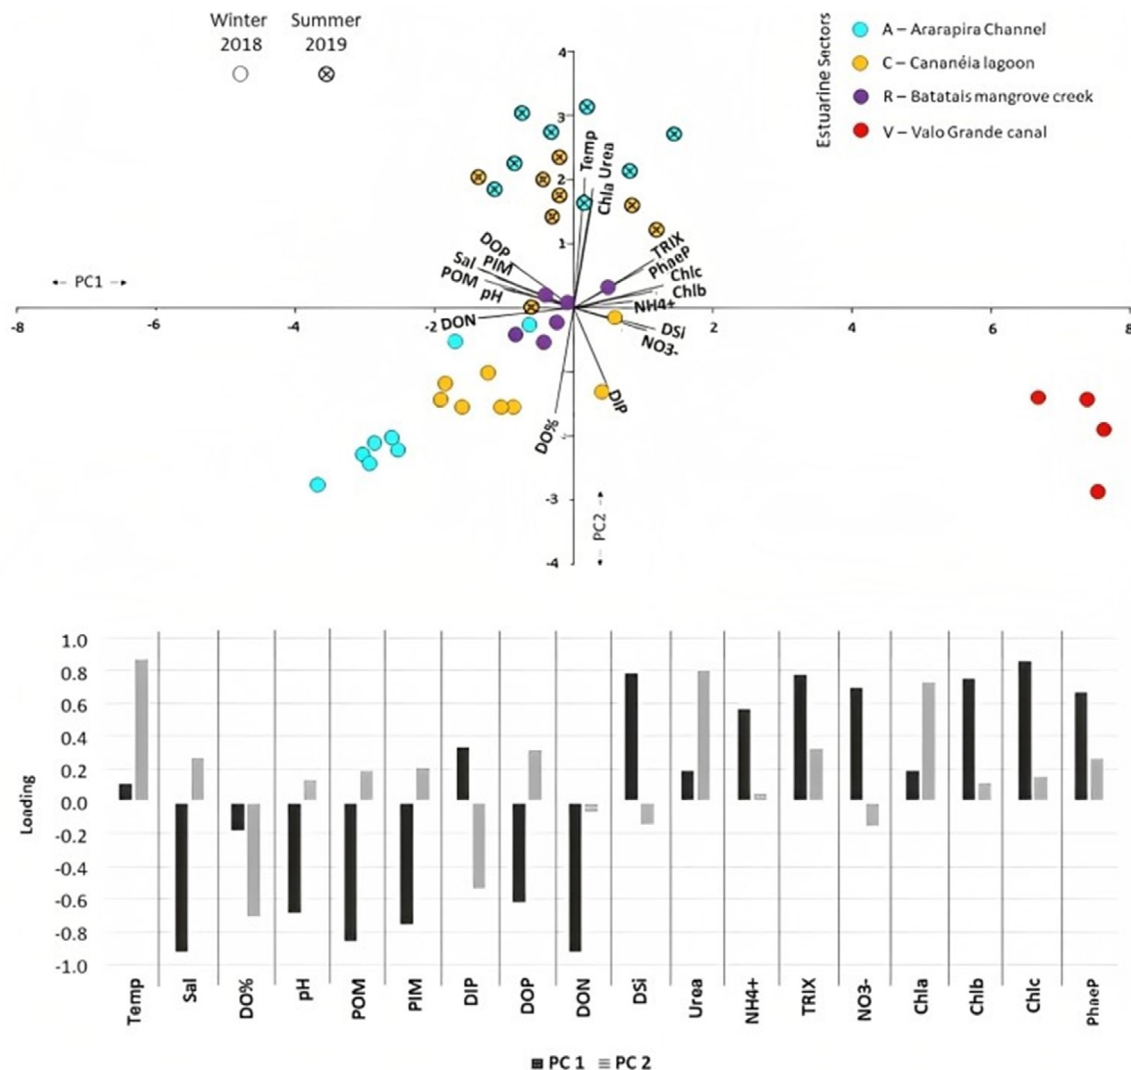 Winter Summer
2018 2019
Estuarine Sectors
A – Ararapira Channel
C – Cananéia lagoon
R – Batatais mangrove creek
V – Valo Grande canal
4
3
2
1
Temp
Chla Urea
TRIX
PhaeP
Chlc
Chlb
NH4+
DSi
NO3-
DIP
DO%
DON
DOP
PIM
Sal
POM
pH
PC1
-8 -6 -4 -2 2 4 6 8
-2
-3
-4
PC2
1.0
0.8
0.6
0.4
0.2
0.0
-0.2
-0.4
-0.6
-0.8
-1.0
Loading
Temp Sal DO% pH POM PIM DIP DOP DON DSi Urea NH4+ TRIX NO3- Chla Chlb Chlc PhaeP
PC 1 PC 2